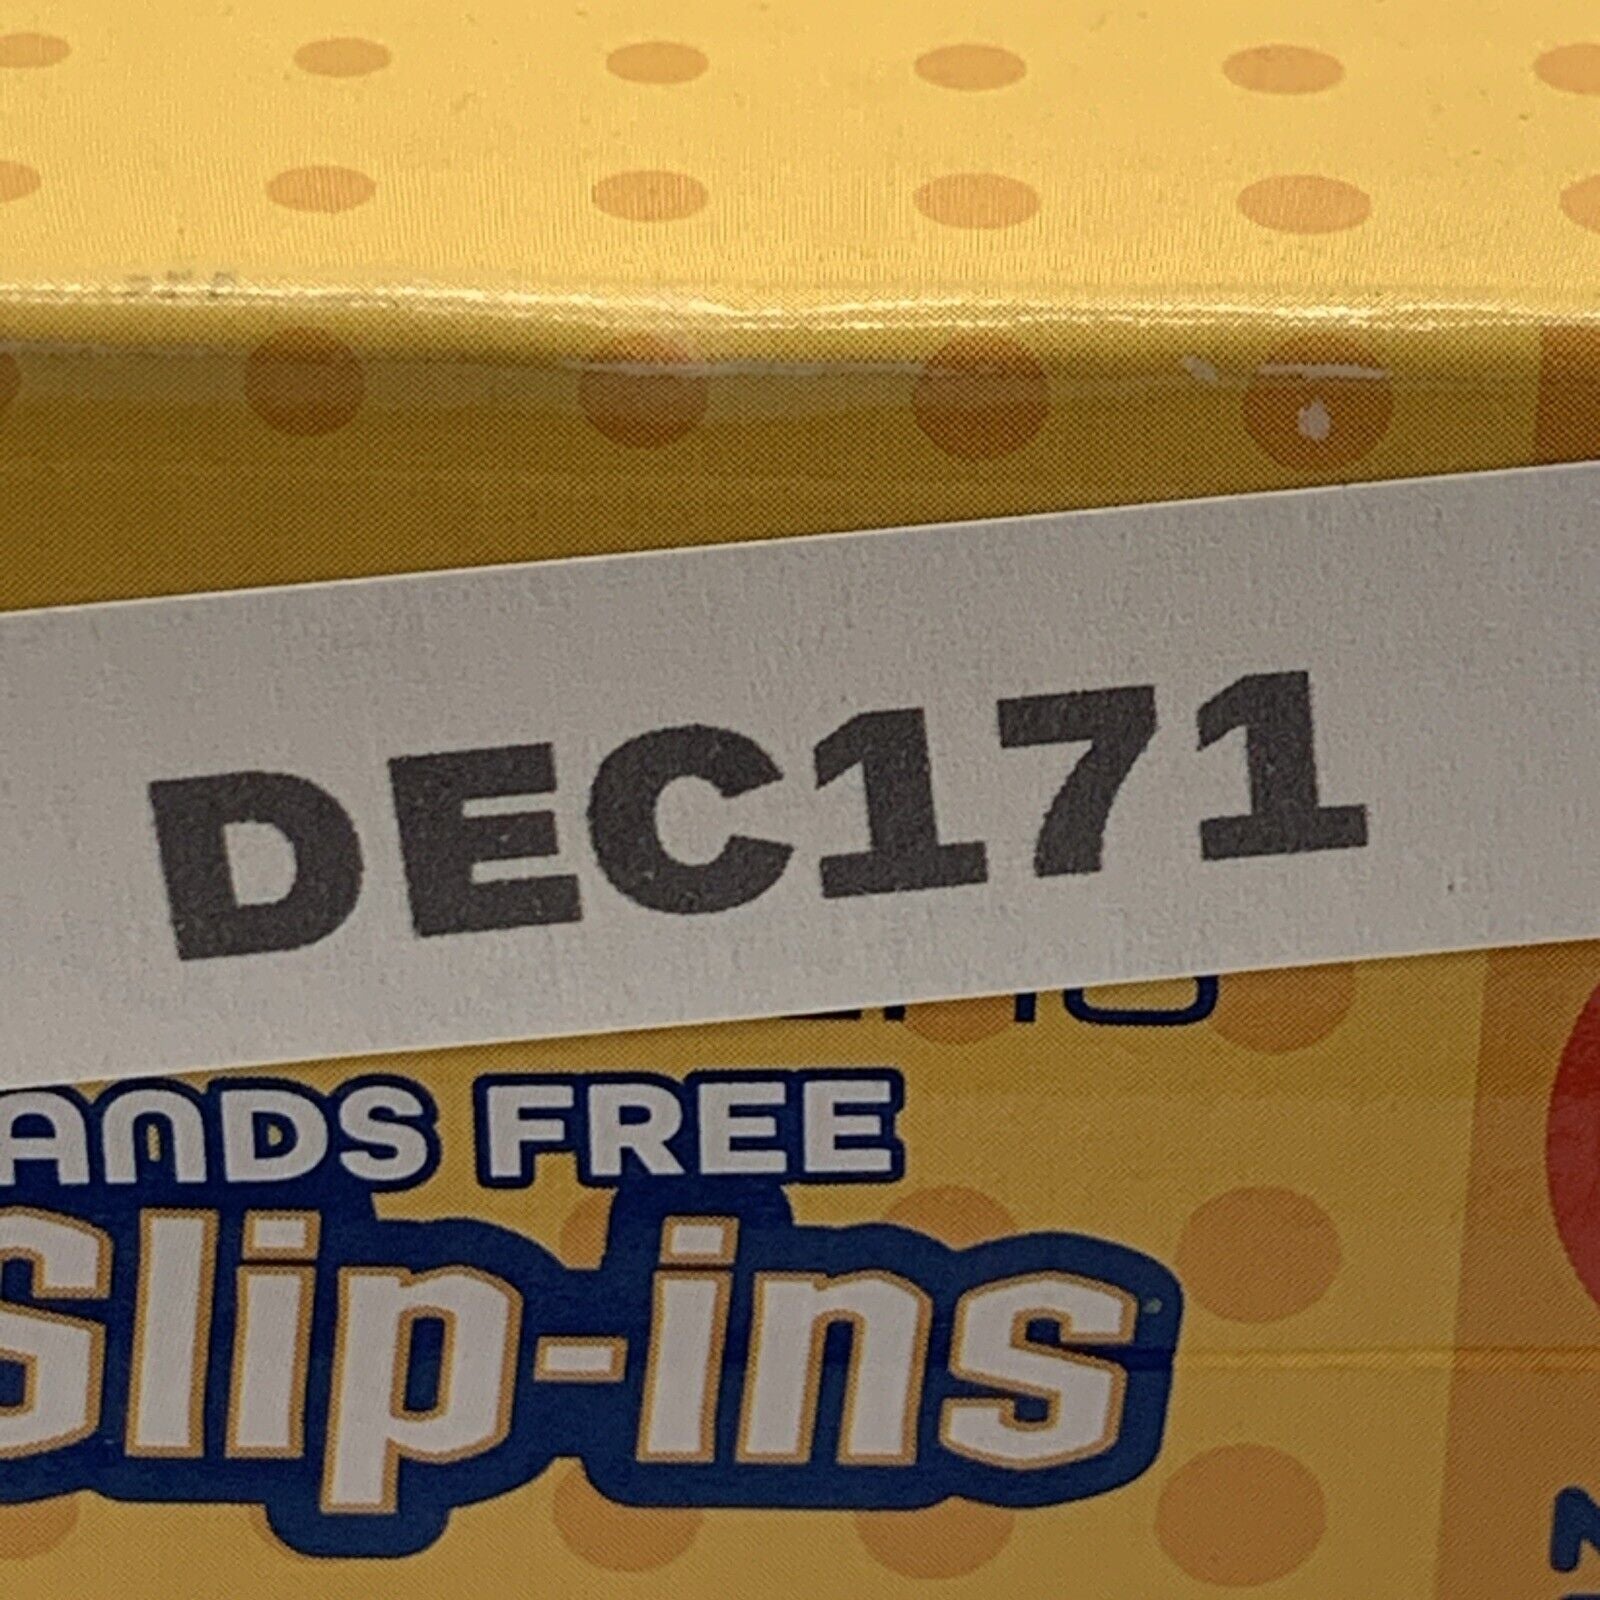 DEC171
ANDS FREE
Slip-ins